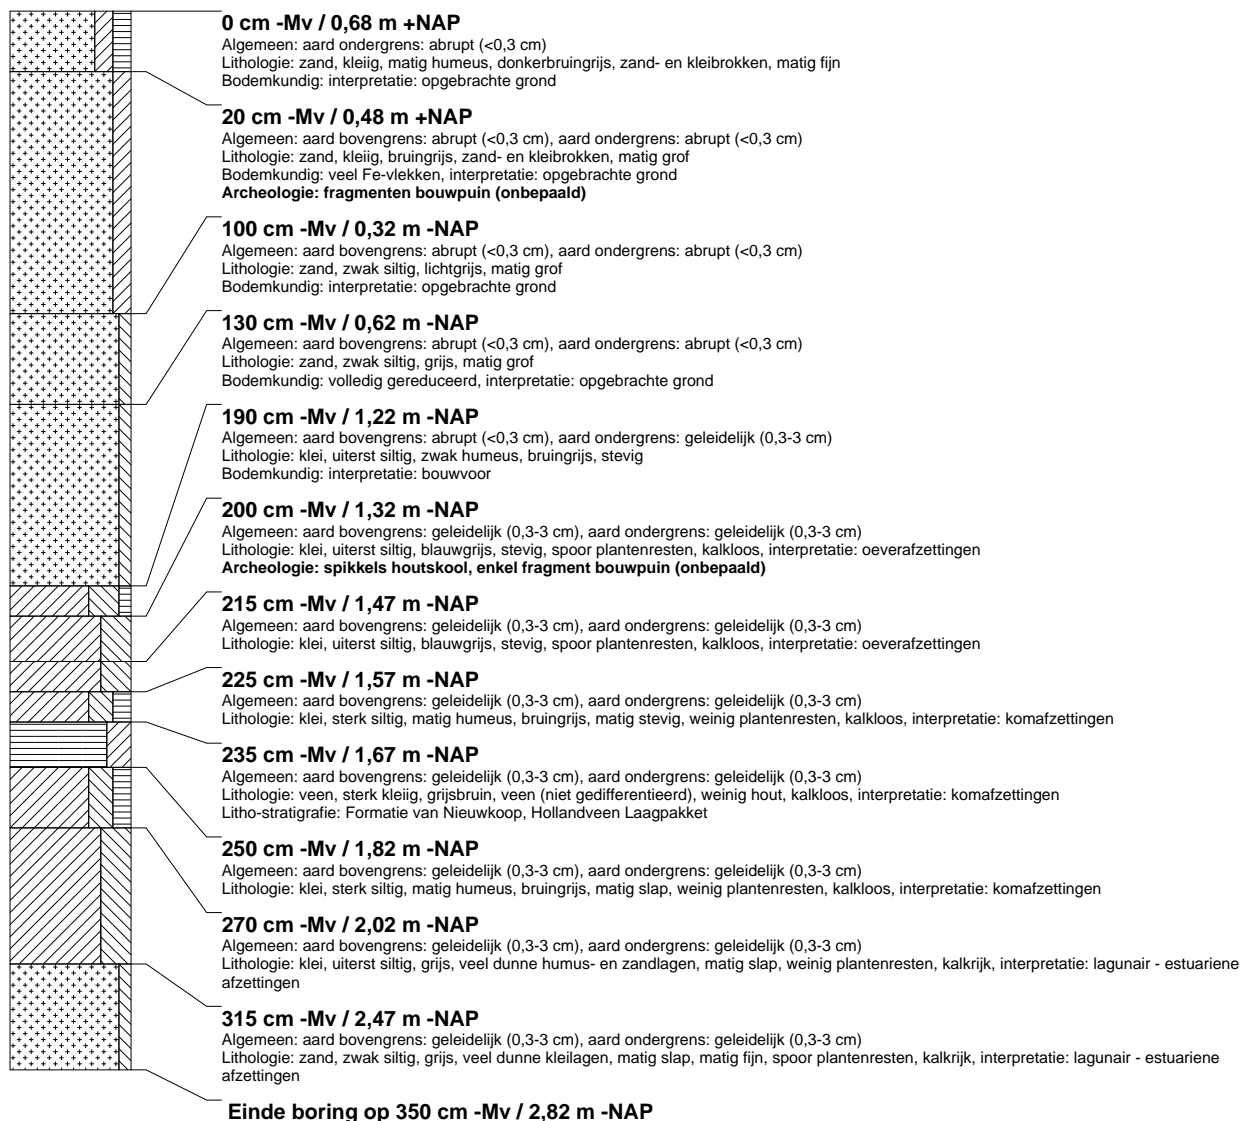 0 cm -Mv / 0,68 m +NAP
Algemeen: aard ondergrens: abrupt (<0,3 cm)
Lithologie: zand, kleiig, matig humeus, donkerbruingrijs, zand- en kleibrokken, matig fijn
Bodemkundig: interpretatie: opgebrachte grond
20 cm -Mv / 0,48 m +NAP
Algemeen: aard bovengrens: abrupt (<0,3 cm), aard ondergrens: abrupt (<0,3 cm)
Lithologie: zand, kleiig, bruingrijs, zand- en kleibrokken, matig grof
Bodemkundig: veel Fe-vlekken, interpretatie: opgebrachte grond
Archeologie: fragmenten bouwpuin (onbepaald)
100 cm -Mv / 0,32 m -NAP
Algemeen: aard bovengrens: abrupt (<0,3 cm), aard ondergrens: abrupt (<0,3 cm)
Lithologie: zand, zwak siltig, lichtgrijs, matig grof
Bodemkundig: interpretatie: opgebrachte grond
130 cm -Mv / 0,62 m -NAP
Algemeen: aard bovengrens: abrupt (<0,3 cm), aard ondergrens: abrupt (<0,3 cm)
Lithologie: zand, zwak siltig, grijs, matig grof
Bodemkundig: volledig gereduceerd, interpretatie: opgebrachte grond
190 cm -Mv / 1,22 m -NAP
Algemeen: aard bovengrens: abrupt (<0,3 cm), aard ondergrens: geleidelijk (0,3-3 cm)
Lithologie: klei, uiterst siltig, zwak humeus, bruingrijs, stevig
Bodemkundig: interpretatie: bouwvoor
200 cm -Mv / 1,32 m -NAP
Algemeen: aard bovengrens: geleidelijk (0,3-3 cm), aard ondergrens: geleidelijk (0,3-3 cm)
Lithologie: klei, uiterst siltig, blauwgrijs, stevig, spoor plantenresten, kalkloos, interpretatie: oeverafzettingen
Archeologie: spikkels houtskool, enkel fragment bouwpuin (onbepaald)
215 cm -Mv / 1,47 m -NAP
Algemeen: aard bovengrens: geleidelijk (0,3-3 cm), aard ondergrens: geleidelijk (0,3-3 cm)
Lithologie: klei, uiterst siltig, blauwgrijs, stevig, spoor plantenresten, kalkloos, interpretatie: oeverafzettingen
225 cm -Mv / 1,57 m -NAP
Algemeen: aard bovengrens: geleidelijk (0,3-3 cm), aard ondergrens: geleidelijk (0,3-3 cm)
Lithologie: klei, sterk siltig, matig humeus, bruingrijs, matig stevig, weinig plantenresten, kalkloos, interpretatie: komafzettingen
235 cm -Mv / 1,67 m -NAP
Algemeen: aard bovengrens: geleidelijk (0,3-3 cm), aard ondergrens: geleidelijk (0,3-3 cm)
Lithologie: veen, sterk kleiig, grijsbruin, veen (niet gedifferentieerd), weinig hout, kalkloos, interpretatie: komafzettingen
Litho-stratigrafie: Formatie van Nieuwkoop, Hollandveen Laagpakket
250 cm -Mv / 1,82 m -NAP
Algemeen: aard bovengrens: geleidelijk (0,3-3 cm), aard ondergrens: geleidelijk (0,3-3 cm)
Lithologie: klei, sterk siltig, matig humeus, bruingrijs, matig slap, weinig plantenresten, kalkloos, interpretatie: komafzettingen
270 cm -Mv / 2,02 m -NAP
Algemeen: aard bovengrens: geleidelijk (0,3-3 cm), aard ondergrens: geleidelijk (0,3-3 cm)
Lithologie: klei, uiterst siltig, grijs, veel dunne humus- en zandlagen, matig slap, weinig plantenresten, kalkrijk, interpretatie: lagunair - estuariene
afzettingen
315 cm -Mv / 2,47 m -NAP
Algemeen: aard bovengrens: geleidelijk (0,3-3 cm), aard ondergrens: geleidelijk (0,3-3 cm)
Lithologie: zand, zwak siltig, grijs, veel dunne kleilagen, matig slap, matig fijn, spoor plantenresten, kalkrijk, interpretatie: lagunair - estuariene
afzettingen
Einde boring op 350 cm -Mv / 2,82 m -NAP